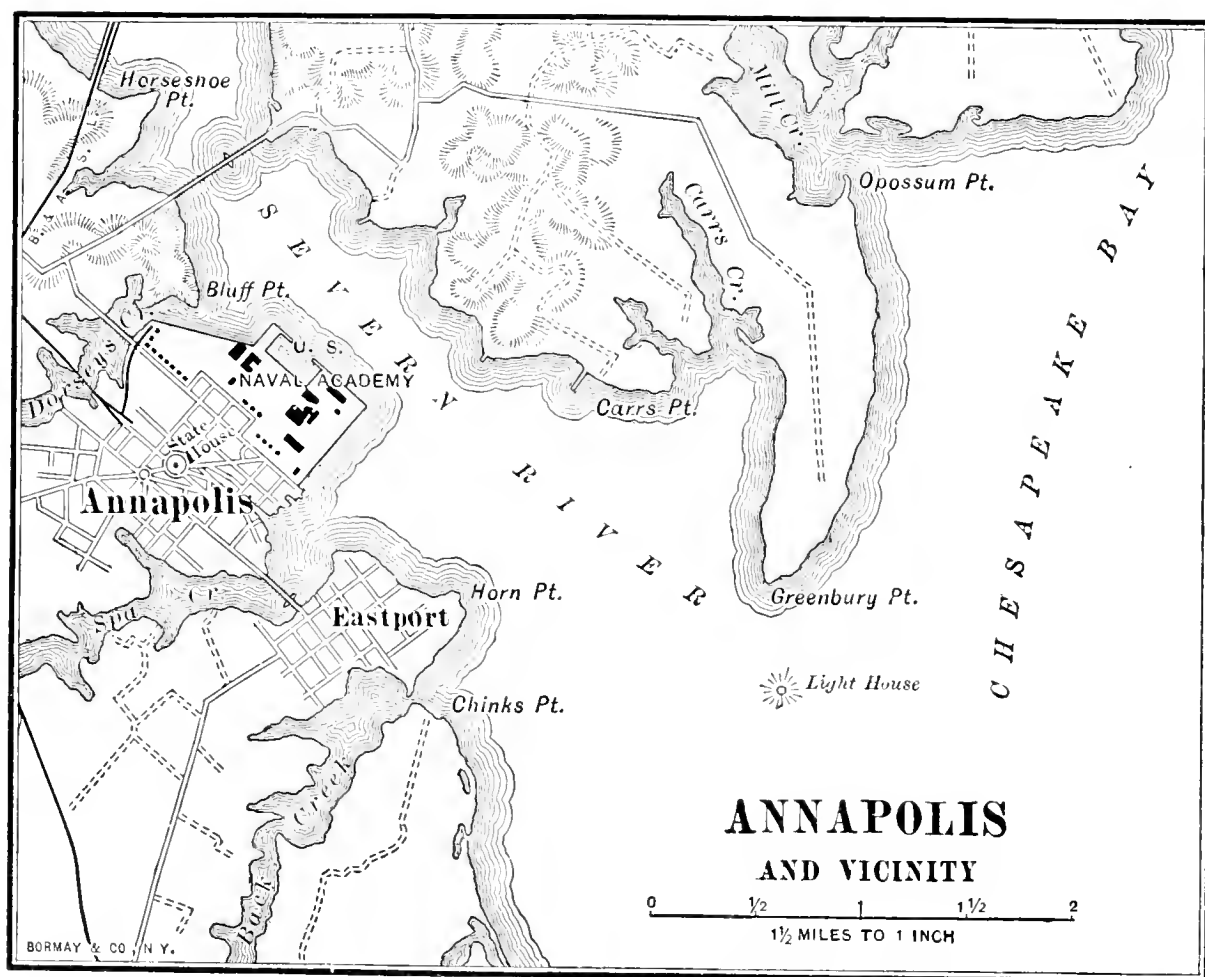 Horseshoe
Pt.
B. & A. S. L.
Mill Cr.
Opossum Pt.
Carrs
Cr.
SEVERN RIVER
CHESAPEAKE BAY
Bluff Pt.
Dorseys Cr.
U. S.
NAVAL ACADEMY
Carrs Pt.
State
House
Annapolis
Spa Cr.
Horn Pt.
Greenbury Pt.
Eastport
Light House
Chinks Pt.
Back Creek
ANNAPOLIS
AND VICINITY
0 ½ 1 1½ 2
1½ MILES TO 1 INCH
BORMAY & CO., N.Y.